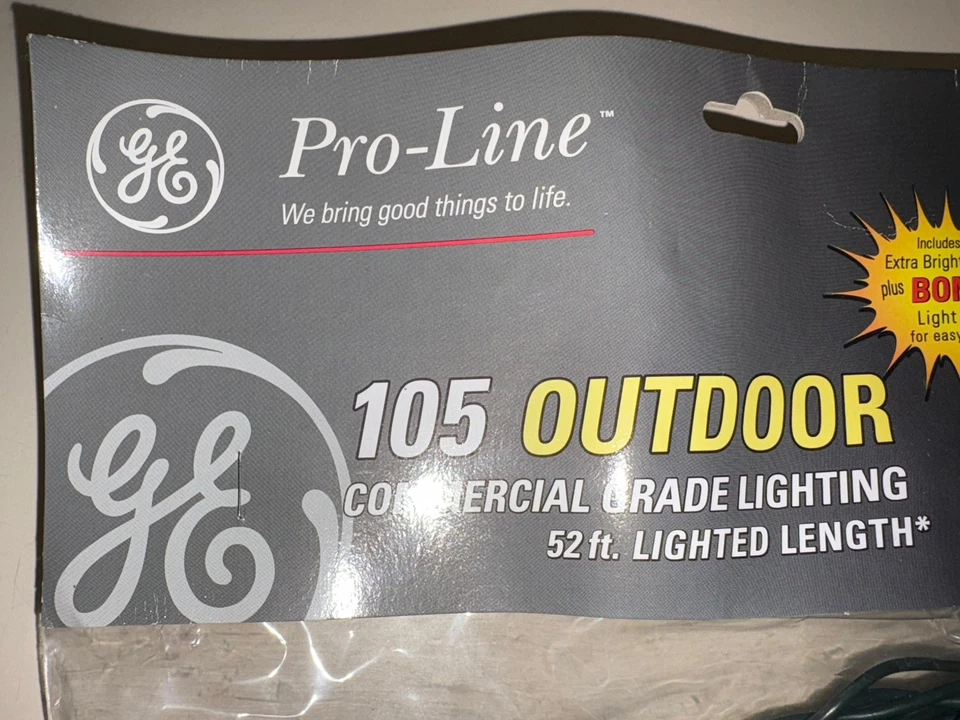 GE
Pro-Line™
We bring good things to life.
Includes
Extra Bright
plus BON
Light
for easy
GE
105 OUTDOOR
COMMERCIAL GRADE LIGHTING
52 ft. LIGHTED LENGTH*